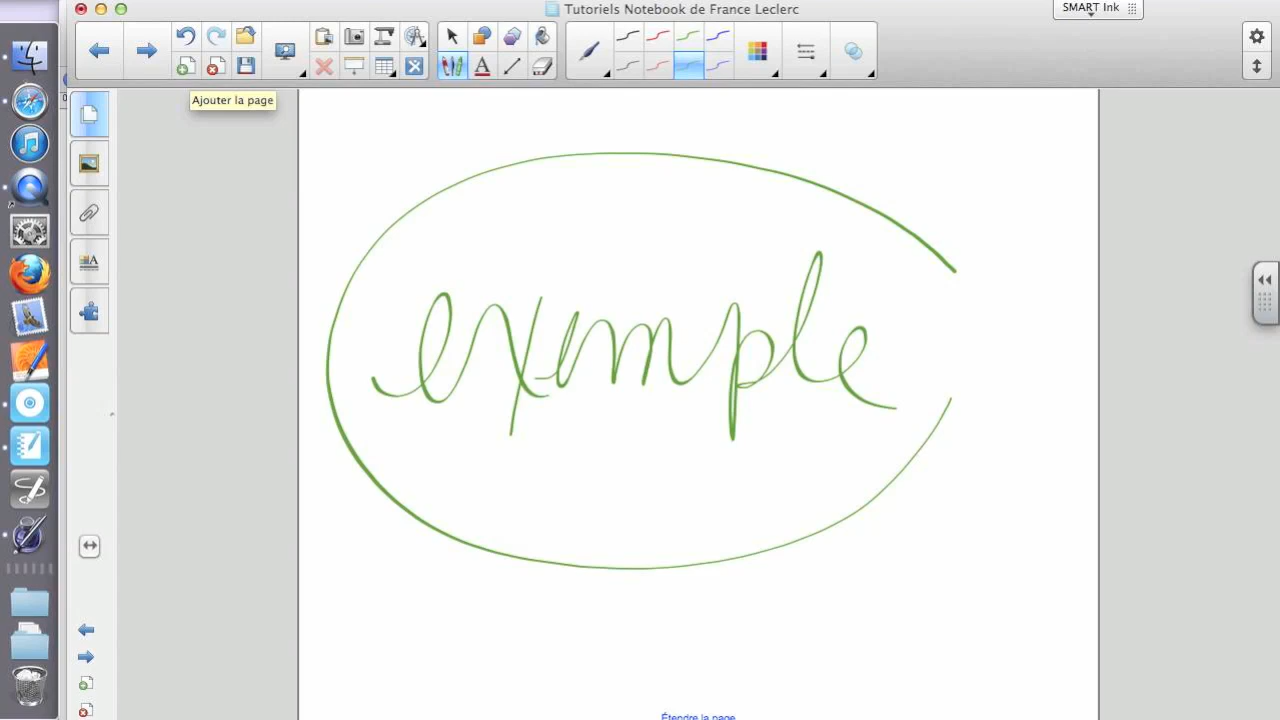 Tutoriels Notebook de France Leclerc
SMART Ink
Ajouter la page
exemple
Étendre la page